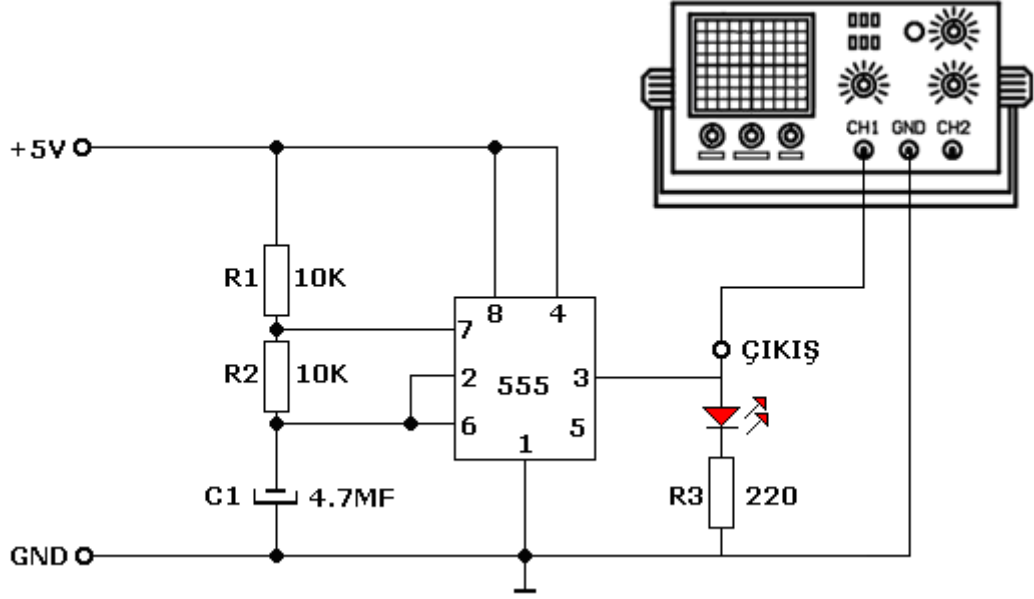 CH1 GND CH2
+5V
R1 10K
8 4
7
R2 10K
2 555 3
ÇIKIŞ
6 5
1
C1 4.7MF
R3 220
GND